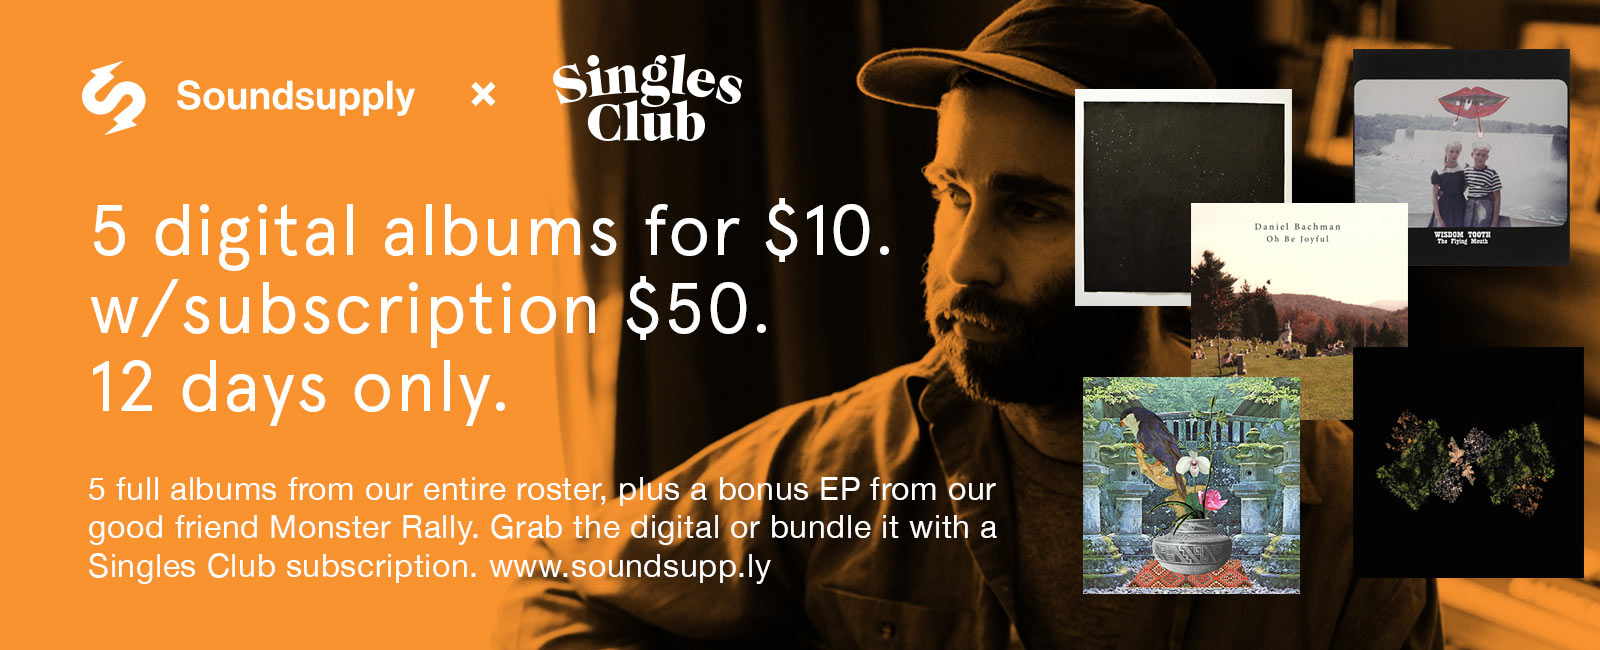 Soundsupply × Singles Club
5 digital albums for $10.
w/subscription $50.
12 days only.
5 full albums from our entire roster, plus a bonus EP from our
good friend Monster Rally. Grab the digital or bundle it with a
Singles Club subscription. www.soundsupp.ly
Daniel Bachman
Oh Be Joyful
WISDOM TOOTH
The Flying Mouth